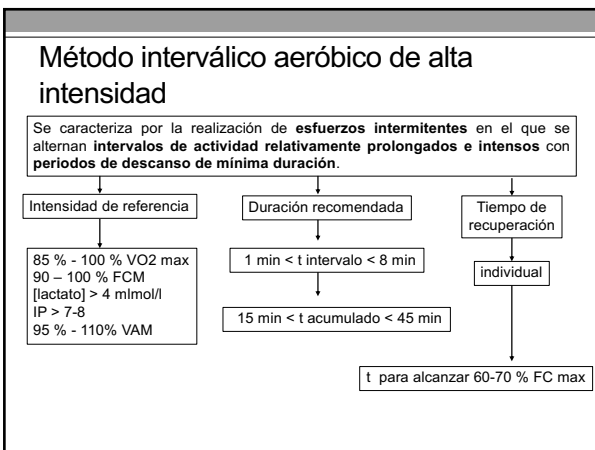 Método interválico aeróbico de alta
intensidad
Se caracteriza por la realización de esfuerzos intermitentes en el que se
alternan intervalos de actividad relativamente prolongados e intensos con
periodos de descanso de mínima duración.
Intensidad de referencia
85 % - 100 % VO2 max
90 – 100 % FCM
[lactato] > 4 mlmol/l
IP > 7-8
95 % - 110% VAM
Duración recomendada
1 min < t intervalo < 8 min
15 min < t acumulado < 45 min
Tiempo de
recuperación
individual
t para alcanzar 60-70 % FC max